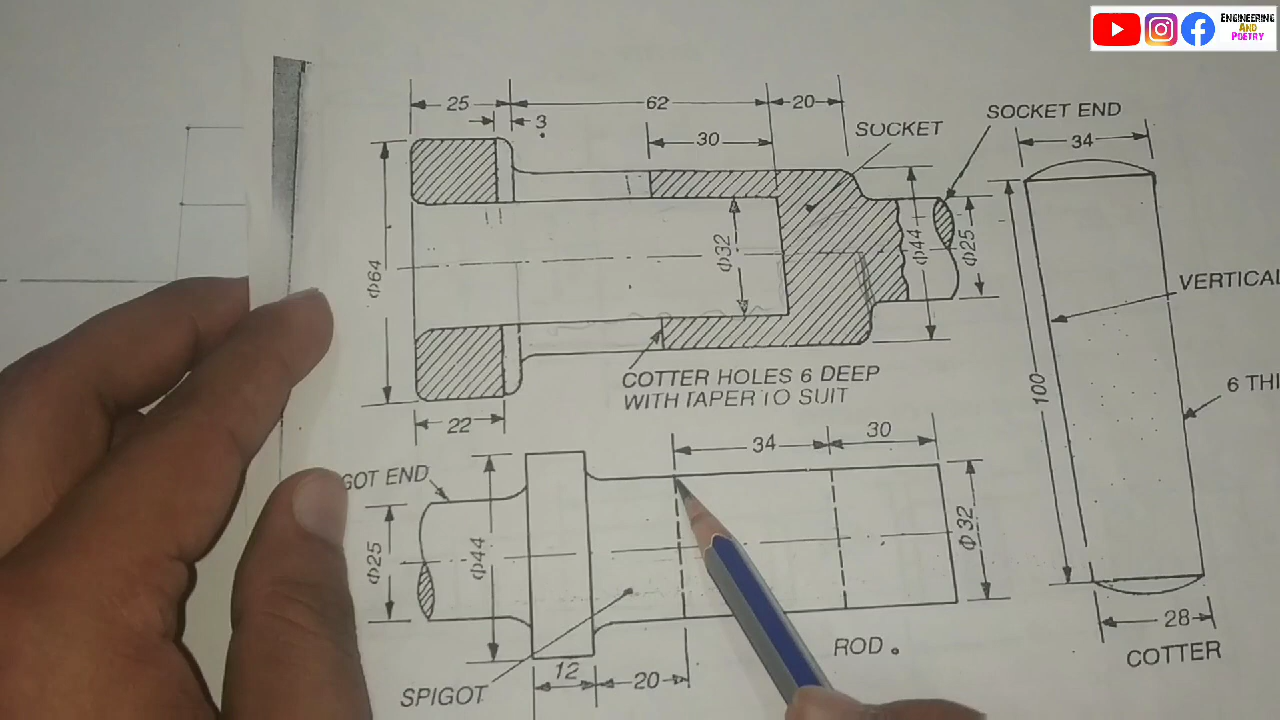 ENGINEERING
AND
POETRY
25
62
20
3
30
SOCKET
SOCKET END
34
Φ64
Φ32
Φ44
Φ25
VERTICAL
100
6 THI
COTTER HOLES 6 DEEP
WITH TAPER TO SUIT
22
34
30
GOT END
Φ25
Φ44
Φ32
12
20
SPIGOT
ROD
28
COTTER